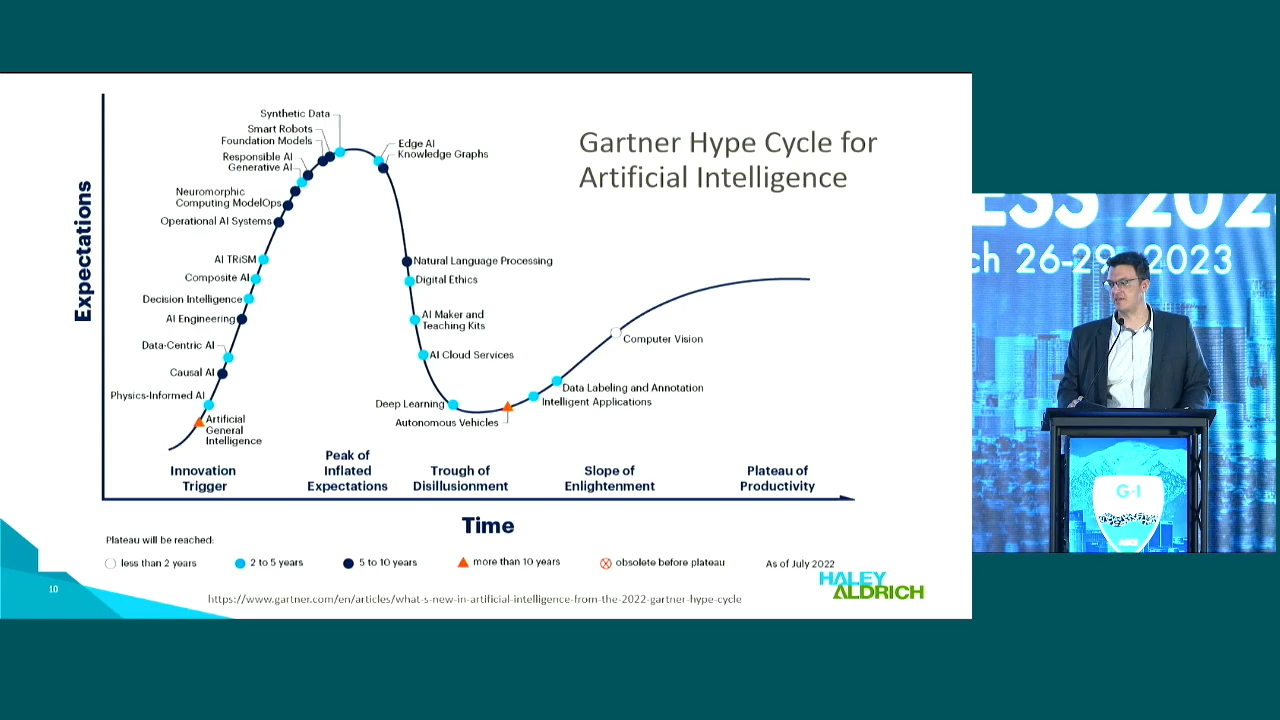 Gartner Hype Cycle for
Artificial Intelligence
Expectations
Synthetic Data
Smart Robots
Foundation Models
Responsible AI
Generative AI
Neuromorphic
Computing ModelOps
Operational AI Systems
AI TRiSM
Composite AI
Decision Intelligence
AI Engineering
Data-Centric AI
Causal AI
Physics-Informed AI
Artificial
General
Intelligence
Edge AI
Knowledge Graphs
Natural Language Processing
Digital Ethics
AI Maker and
Teaching Kits
AI Cloud Services
Deep Learning
Autonomous Vehicles
Computer Vision
Data Labeling and Annotation
Intelligent Applications
Innovation
Trigger
Peak of
Inflated
Expectations
Trough of
Disillusionment
Slope of
Enlightenment
Plateau of
Productivity
Time
Plateau will be reached:
less than 2 years
2 to 5 years
5 to 10 years
more than 10 years
obsolete before plateau
As of July 2022
10
https://www.gartner.com/en/articles/what-s-new-in-artificial-intelligence-from-the-2022-gartner-hype-cycle
HALEY
ALDRICH
26-29, 2023
G-I